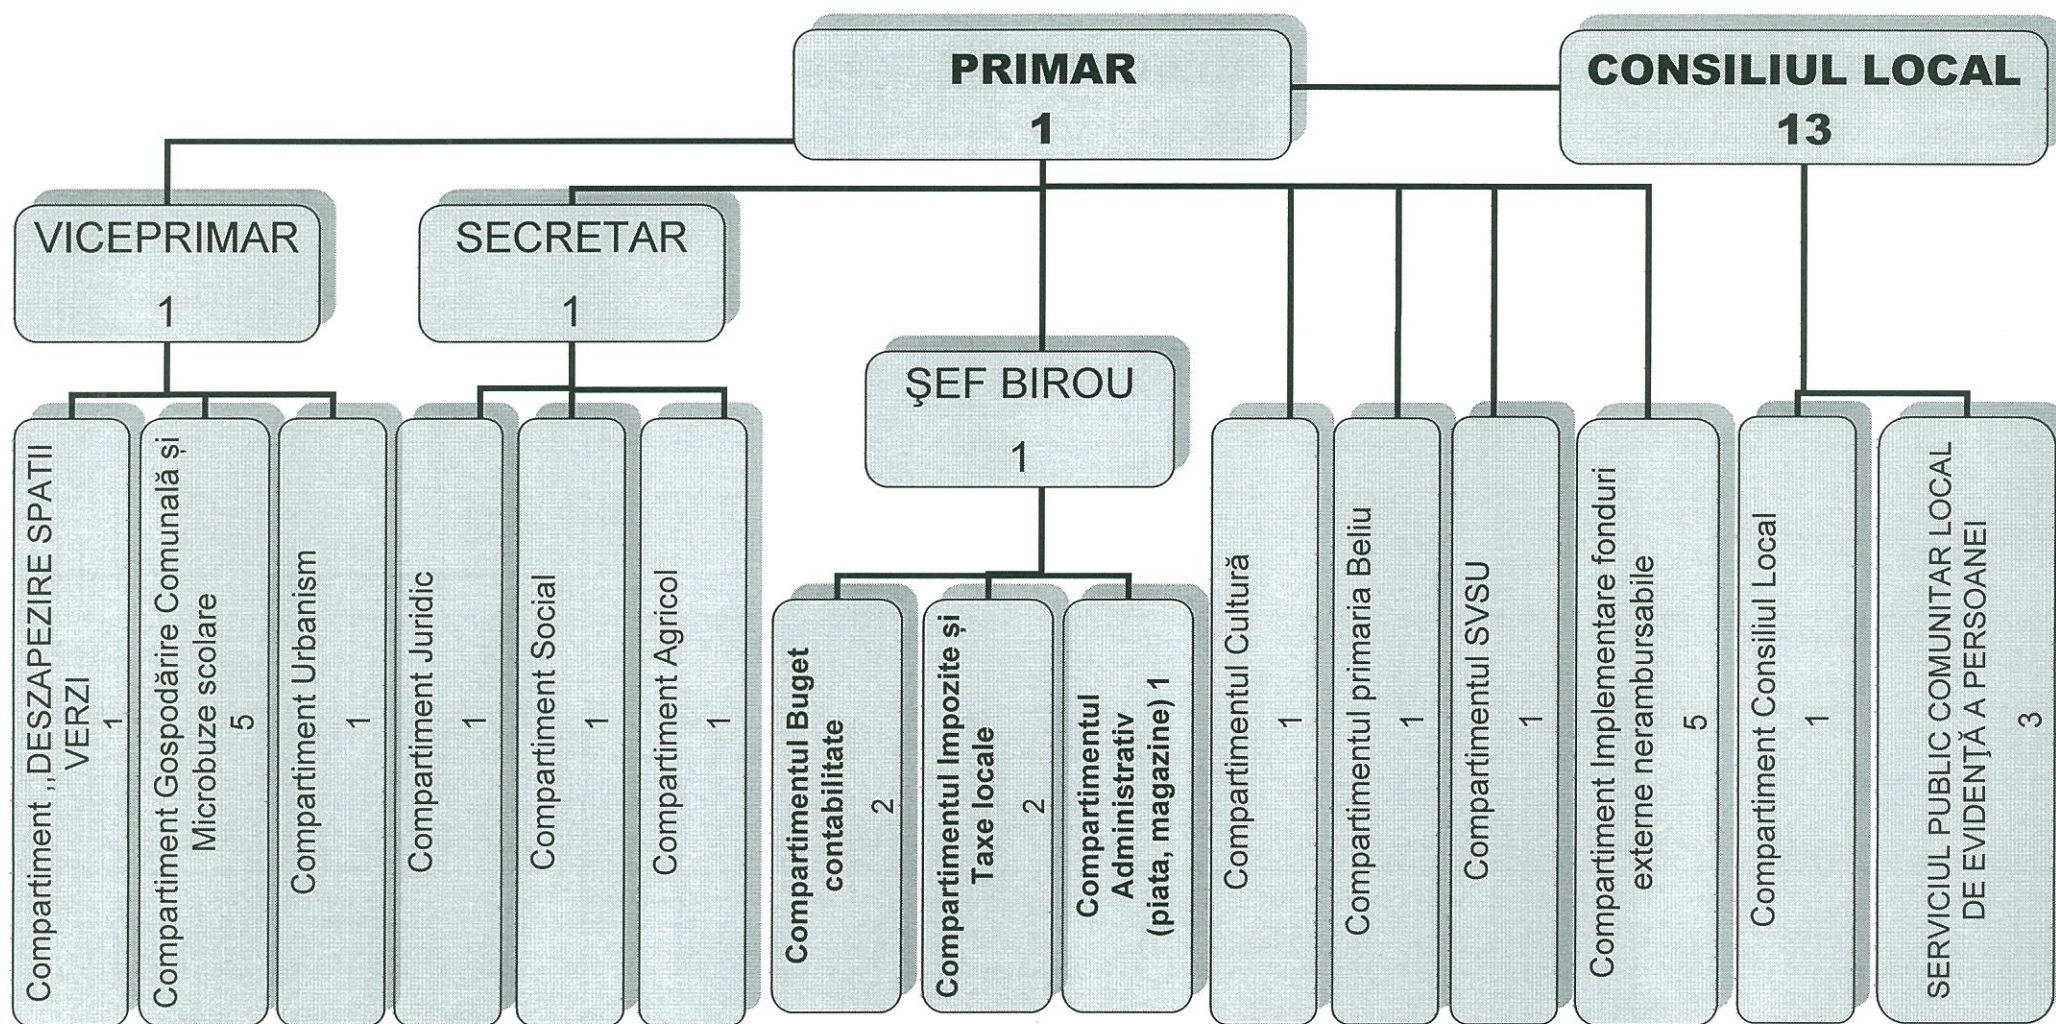 PRIMAR
1
CONSILIUL LOCAL
13
VICEPRIMAR
1
SECRETAR
1
ŞEF BIROU
1
Compartiment ,,DESZAPEZIRE SPATII
VERZI
1
Compartiment Gospodărire Comunală și
Microbuze scolare
5
Compartiment Urbanism
1
Compartiment Juridic
1
Compartiment Social
1
Compartiment Agricol
1
Compartimentul Buget
contabilitate
2
Compartimentul Impozite și
Taxe locale
2
Compartimentul
Administrativ
(piata, magazine) 1
Compartimentul Cultură
1
Compartimentul primaria Beliu
1
Compartimentul SVSU
1
Compartiment Implementare fonduri
externe nerambursabile
5
Compartiment Consiliul Local
1
SERVICIUL PUBLIC COMUNITAR LOCAL
DE EVIDENŢĂ A PERSOANEI
3